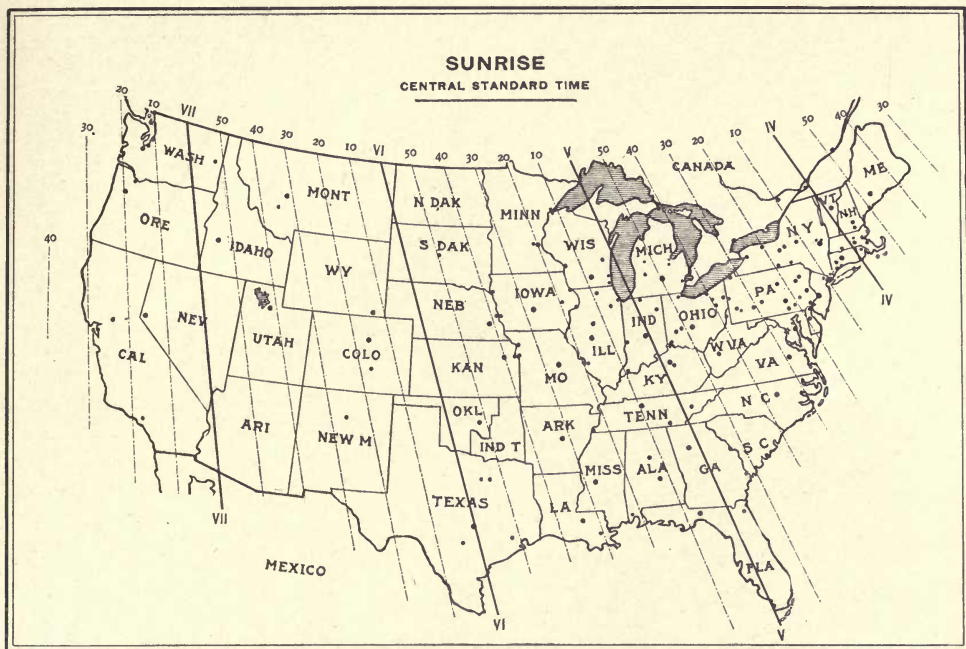 SUNRISE
CENTRAL STANDARD TIME
20 10 VII 50 40 30 20 10 VI 50 40 30 20 10 V 50 40 30 20 10 IV 50 40 30
30
40
WASH
MONT
N DAK
MINN
CANADA
ME
VT
NH
ORE
IDAHO
S DAK
WIS
MICH
N Y
WY
NEB
IOWA
PA
IV
NEV
UTAH
COLO
KAN
ILL
IND
OHIO
W VA
VA
CAL
MO
KY
ARI
NEW M
OKL
IND T
ARK
TENN
N C
S C
MISS
ALA
GA
TEXAS
LA
VII
MEXICO
FLA
VI
V